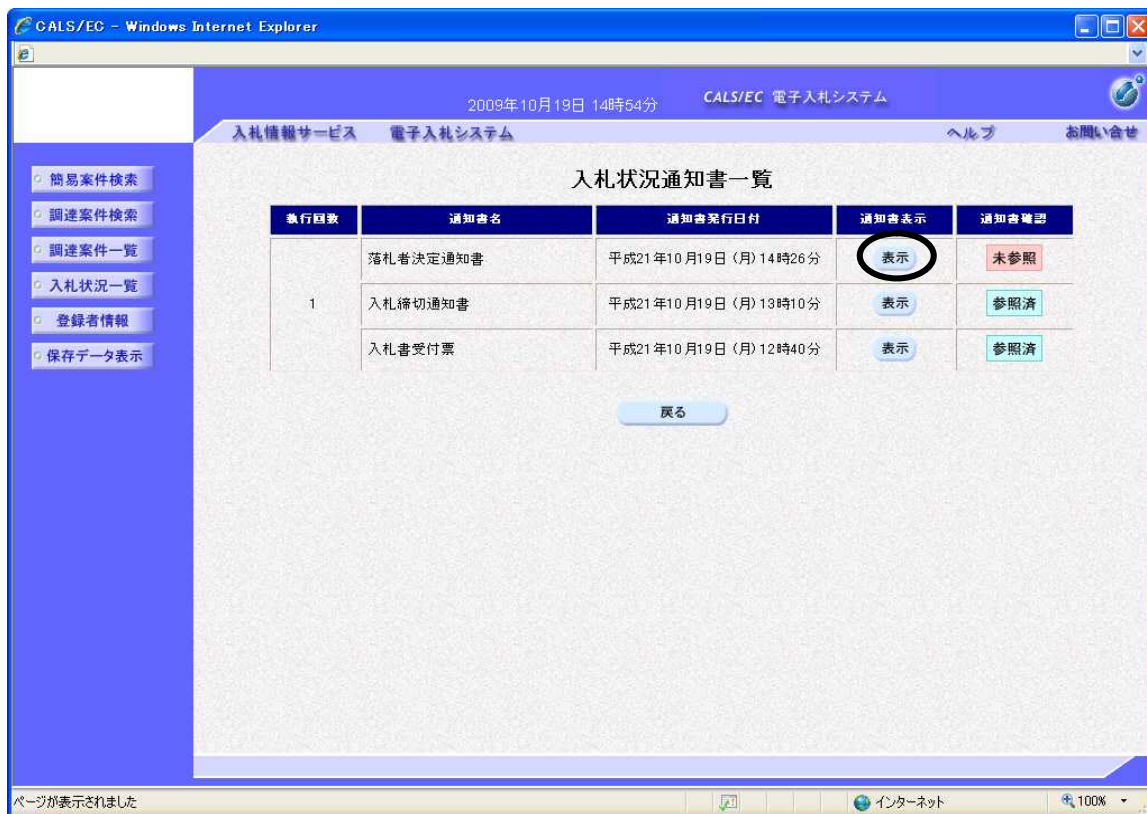 CALS/EC - Windows Internet Explorer
2009年10月19日 14時54分
CALS/EC 電子入札システム
入札情報サービス 電子入札システム ヘルプ お問い合せ
簡易案件検索
調達案件検索
調達案件一覧
入札状況一覧
登録者情報
保存データ表示
入札状況通知書一覧
執行回数 通知書名 通知書発行日付 通知書表示 通知書確認
落札者決定通知書 平成21年10月19日 (月) 14時26分 表示 未参照
1 入札締切通知書 平成21年10月19日 (月) 13時10分 表示 参照済
入札書受付票 平成21年10月19日 (月) 12時40分 表示 参照済
戻る
ページが表示されました インターネット 100%